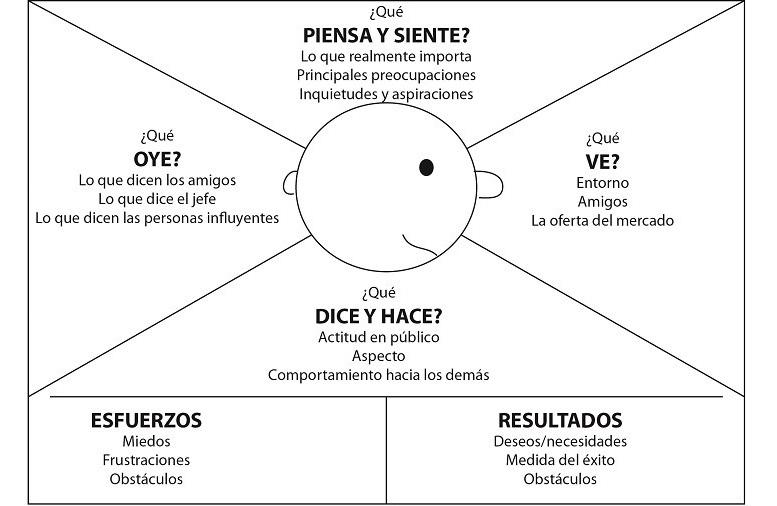 ¿Qué
PIENSA Y SIENTE?
Lo que realmente importa
Principales preocupaciones
Inquietudes y aspiraciones
¿Qué
OYE?
Lo que dicen los amigos
Lo que dice el jefe
Lo que dicen las personas influyentes
¿Qué
VE?
Entorno
Amigos
La oferta del mercado
¿Qué
DICE Y HACE?
Actitud en público
Aspecto
Comportamiento hacia los demás
ESFUERZOS
Miedos
Frustraciones
Obstáculos
RESULTADOS
Deseos/necesidades
Medida del éxito
Obstáculos